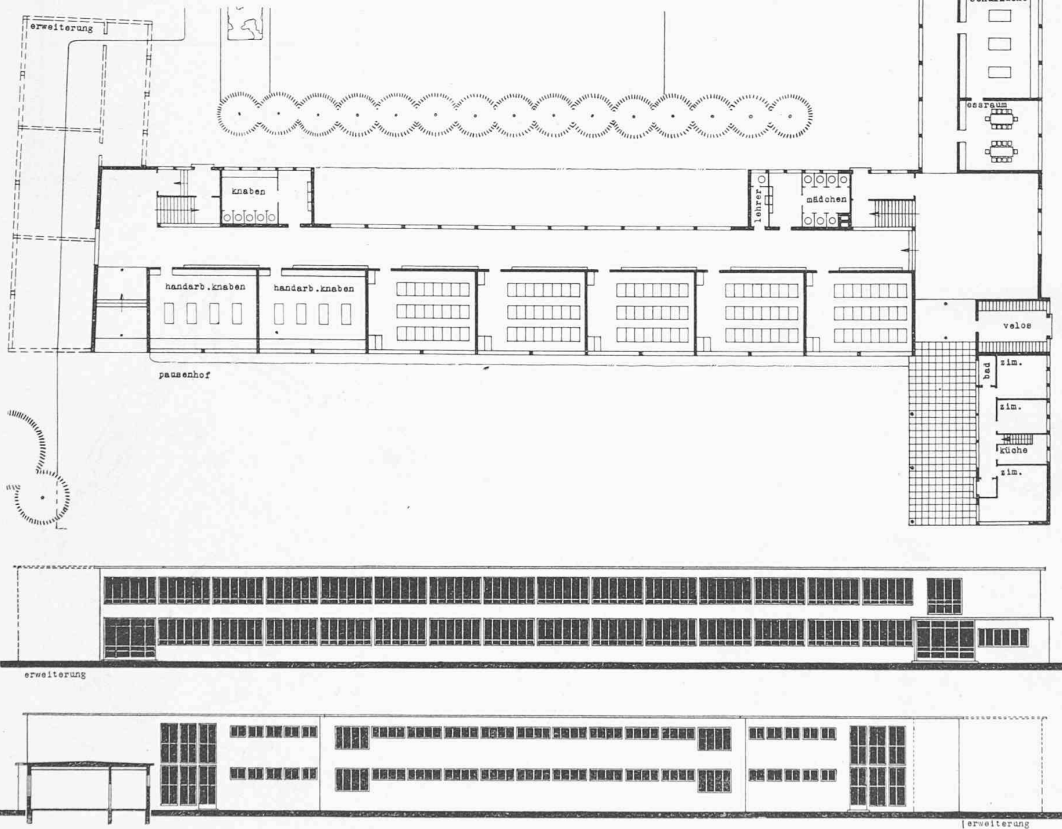 erweiterung
essraum
knaben
lehrer
mädchen
handarb.knaben
handarb.knaben
velos
pausenhof
bad
zim.
zim.
küche
zim.
erweiterung
erweiterung